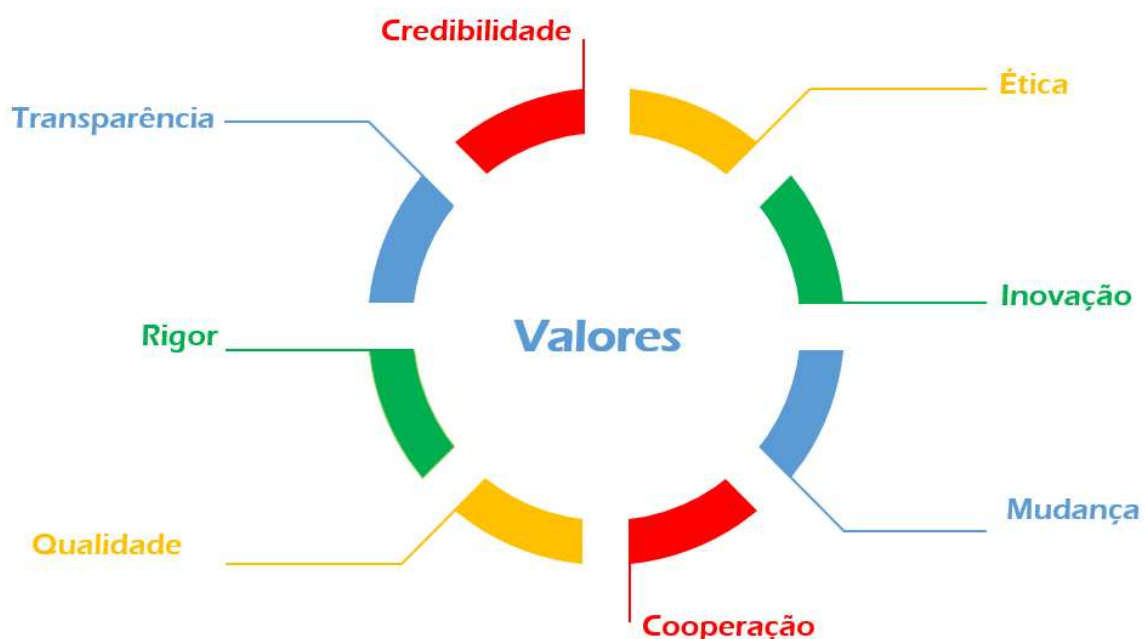 Credibilidade
Ética
Transparência
Inovação
Valores
Rigor
Mudança
Qualidade
Cooperação